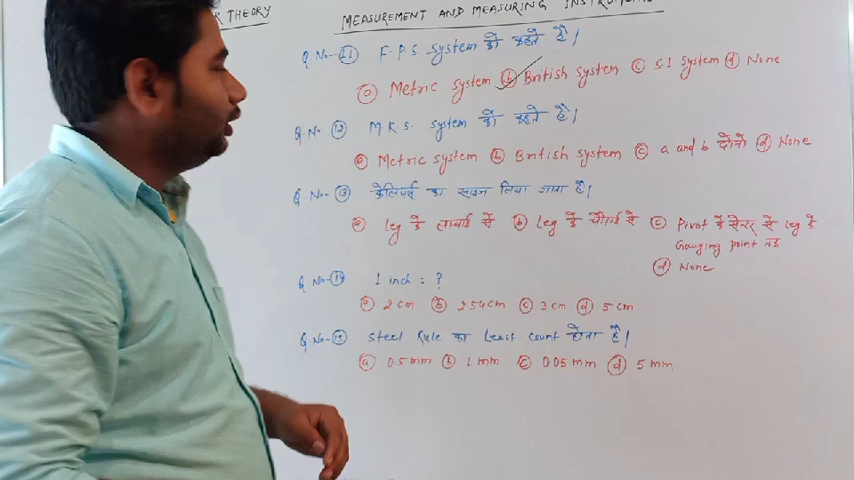 R THEORY
MEASUREMENT AND MEASURING
Q No-11 F.P.S system को कहते है।
a Metric system b British system c S.I. system d None
Q No. 12 M.K.S. system को कहते है।
a Metric system b British system c a and b दोनों d None
Q No-13 केलिपर्स का साइज लिया जाता है।
a Leg के लम्बाई से b Leg के चौड़ाई से c Pivot के सेन्टर से Leg के
Gauging point तक
d None
Q No-14 1 inch = ?
a 2 cm b 2.54 cm c 3 cm d 5 cm
Q No-15 Steel Rule का Least count होता है।
a 0.5 mm b 1 mm c 0.05 mm d 5 mm